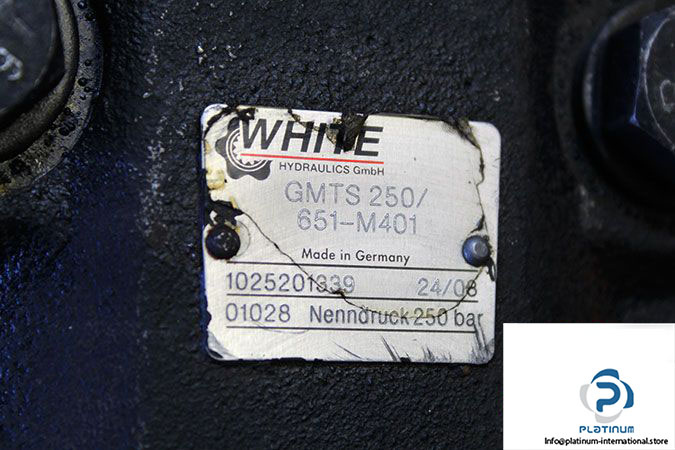 WHITE
HYDRAULICS GmbH
GMTS 250/
651-M401
Made in Germany
1025201339 24/08
01028 Nenndruck 250 bar
P
PLATINUM
Info@platinum-international.store